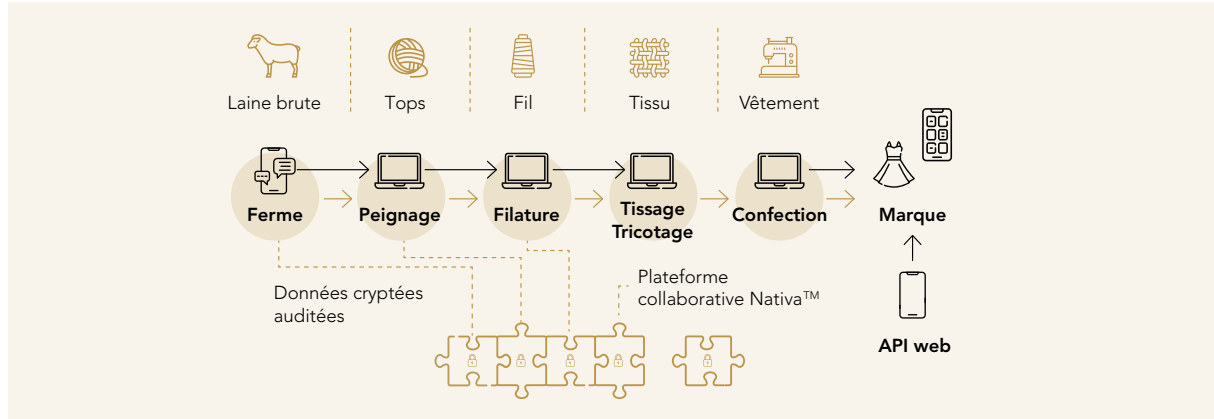 Laine brute
Tops
Fil
Tissu
Vêtement
Ferme
Peignage
Filature
Tissage
Tricotage
Confection
Marque
Données cryptées
auditées
Plateforme
collaborative Nativa™
API web